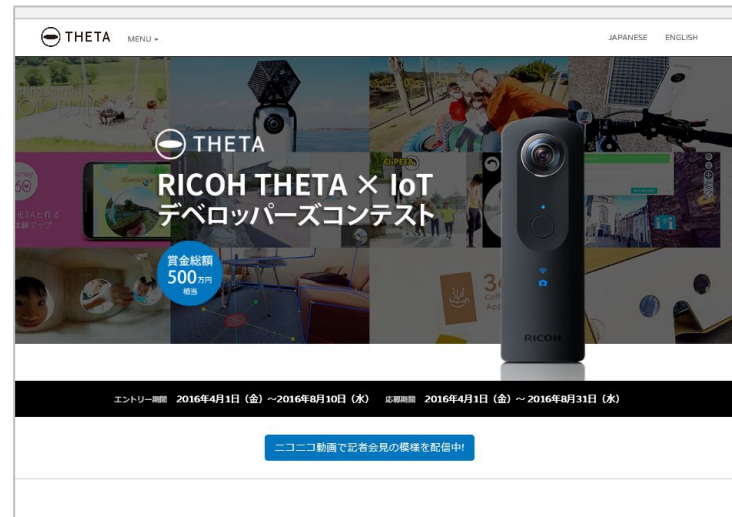 THETA
MENU
JAPANESE ENGLISH
THETA
RICOH THETA × IoT
デベロッパーズコンテスト
賞金総額
500万円
相当
RICOH
エントリー期間 2016年4月1日（金）～2016年8月10日（水） 応募期間 2016年4月1日（金）～ 2016年8月31日（水）
ニコニコ動画で記者会見の模様を配信中!